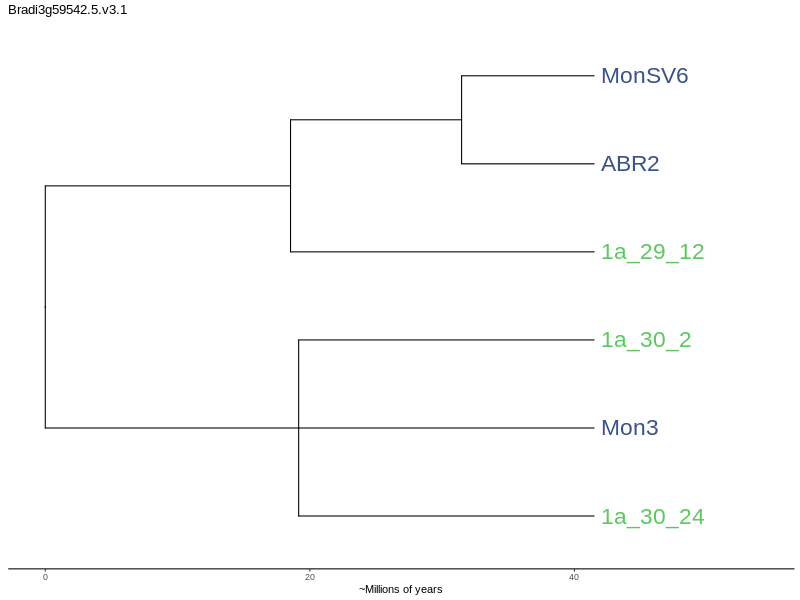 Bradi3g59542.5.v3.1
MonSV6
ABR2
1a_29_12
1a_30_2
Mon3
1a_30_24
0 20 40
~Millions of years